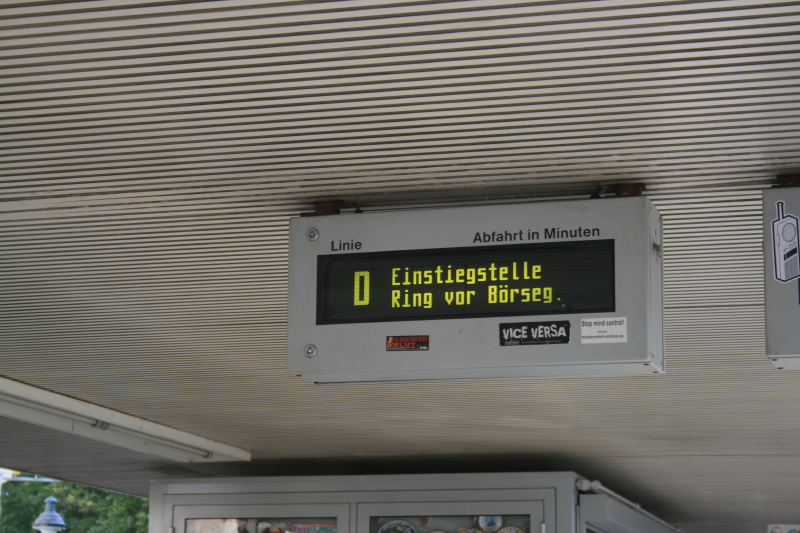 Linie
Abfahrt in Minuten
D
Einstiegstelle
Ring vor Börseg.
VICE VERSA
Stop mind control!